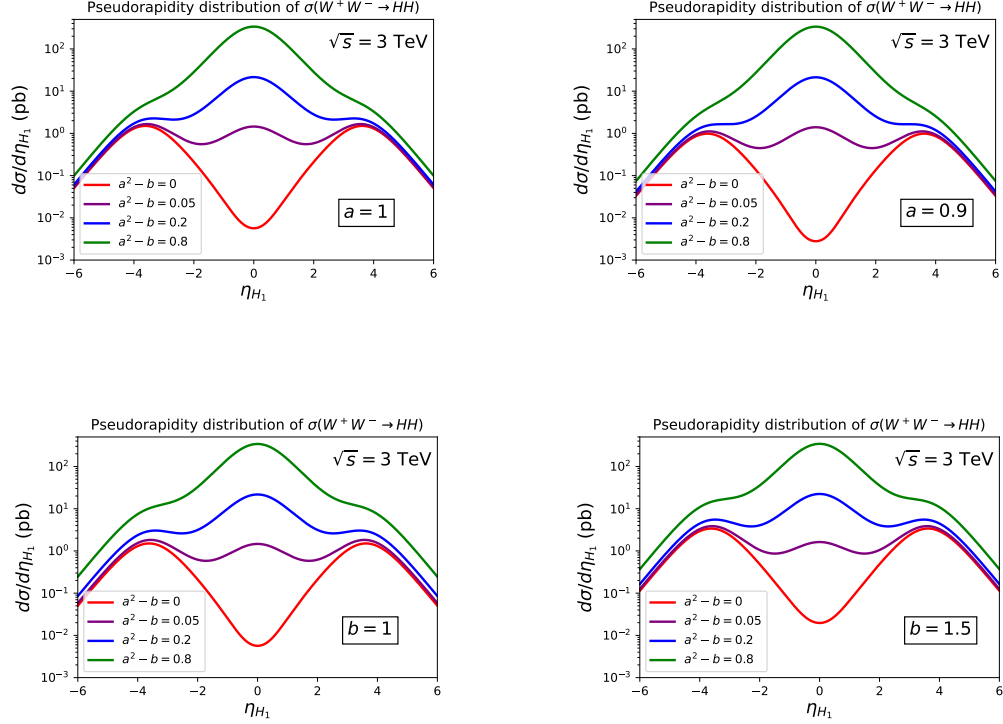 Pseudorapidity distribution of σ(W⁺W⁻ → HH)
10²
10¹
10⁰
10⁻¹
10⁻²
10⁻³
dσ/dη_{H₁} (pb)
√s = 3 TeV
a² − b = 0
a² − b = 0.05
a² − b = 0.2
a² − b = 0.8
a = 1
−6 −4 −2 0 2 4 6
η_{H₁}
Pseudorapidity distribution of σ(W⁺W⁻ → HH)
10²
10¹
10⁰
10⁻¹
10⁻²
10⁻³
dσ/dη_{H₁} (pb)
√s = 3 TeV
a² − b = 0
a² − b = 0.05
a² − b = 0.2
a² − b = 0.8
a = 0.9
−6 −4 −2 0 2 4 6
η_{H₁}
Pseudorapidity distribution of σ(W⁺W⁻ → HH)
10²
10¹
10⁰
10⁻¹
10⁻²
10⁻³
dσ/dη_{H₁} (pb)
√s = 3 TeV
a² − b = 0
a² − b = 0.05
a² − b = 0.2
a² − b = 0.8
b = 1
−6 −4 −2 0 2 4 6
η_{H₁}
Pseudorapidity distribution of σ(W⁺W⁻ → HH)
10²
10¹
10⁰
10⁻¹
10⁻²
10⁻³
dσ/dη_{H₁} (pb)
√s = 3 TeV
a² − b = 0
a² − b = 0.05
a² − b = 0.2
a² − b = 0.8
b = 1.5
−6 −4 −2 0 2 4 6
η_{H₁}